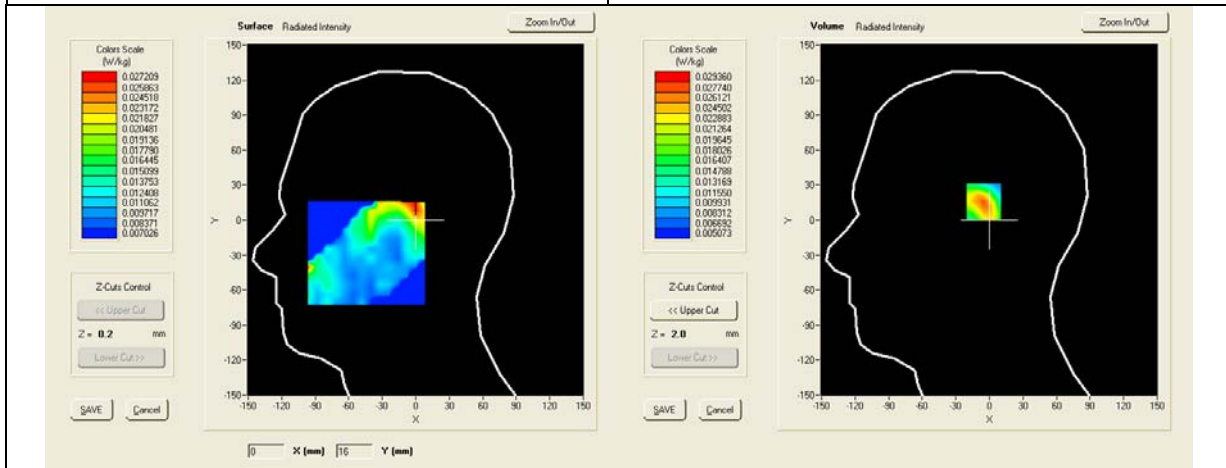 Surface Radiated Intensity
Zoom In/Out
Colors Scale
(W/kg)
0.027209
0.025863
0.024518
0.023172
0.021827
0.020481
0.019136
0.017790
0.016445
0.015099
0.013753
0.012408
0.011062
0.009717
0.008371
0.007026
Z-Cuts Control
<< Upper Cut
Z = 0.2 mm
Lower Cut >>
SAVE Cancel
150
120
90
60
30
0
-30
-60
-90
-120
-150
Y
-150 -120 -90 -60 -30 0 30 60 90 120 150
X
0 X (mm) 16 Y (mm)
Volume Radiated Intensity
Zoom In/Out
Colors Scale
(W/kg)
0.029360
0.027740
0.026121
0.024502
0.022883
0.021264
0.019645
0.018026
0.016407
0.014788
0.013169
0.011550
0.009931
0.008312
0.006692
0.005073
Z-Cuts Control
<< Upper Cut
Z = 2.0 mm
Lower Cut >>
SAVE Cancel
150
120
90
60
30
0
-30
-60
-90
-120
-150
Y
-150 -120 -90 -60 -30 0 30 60 90 120 150
X